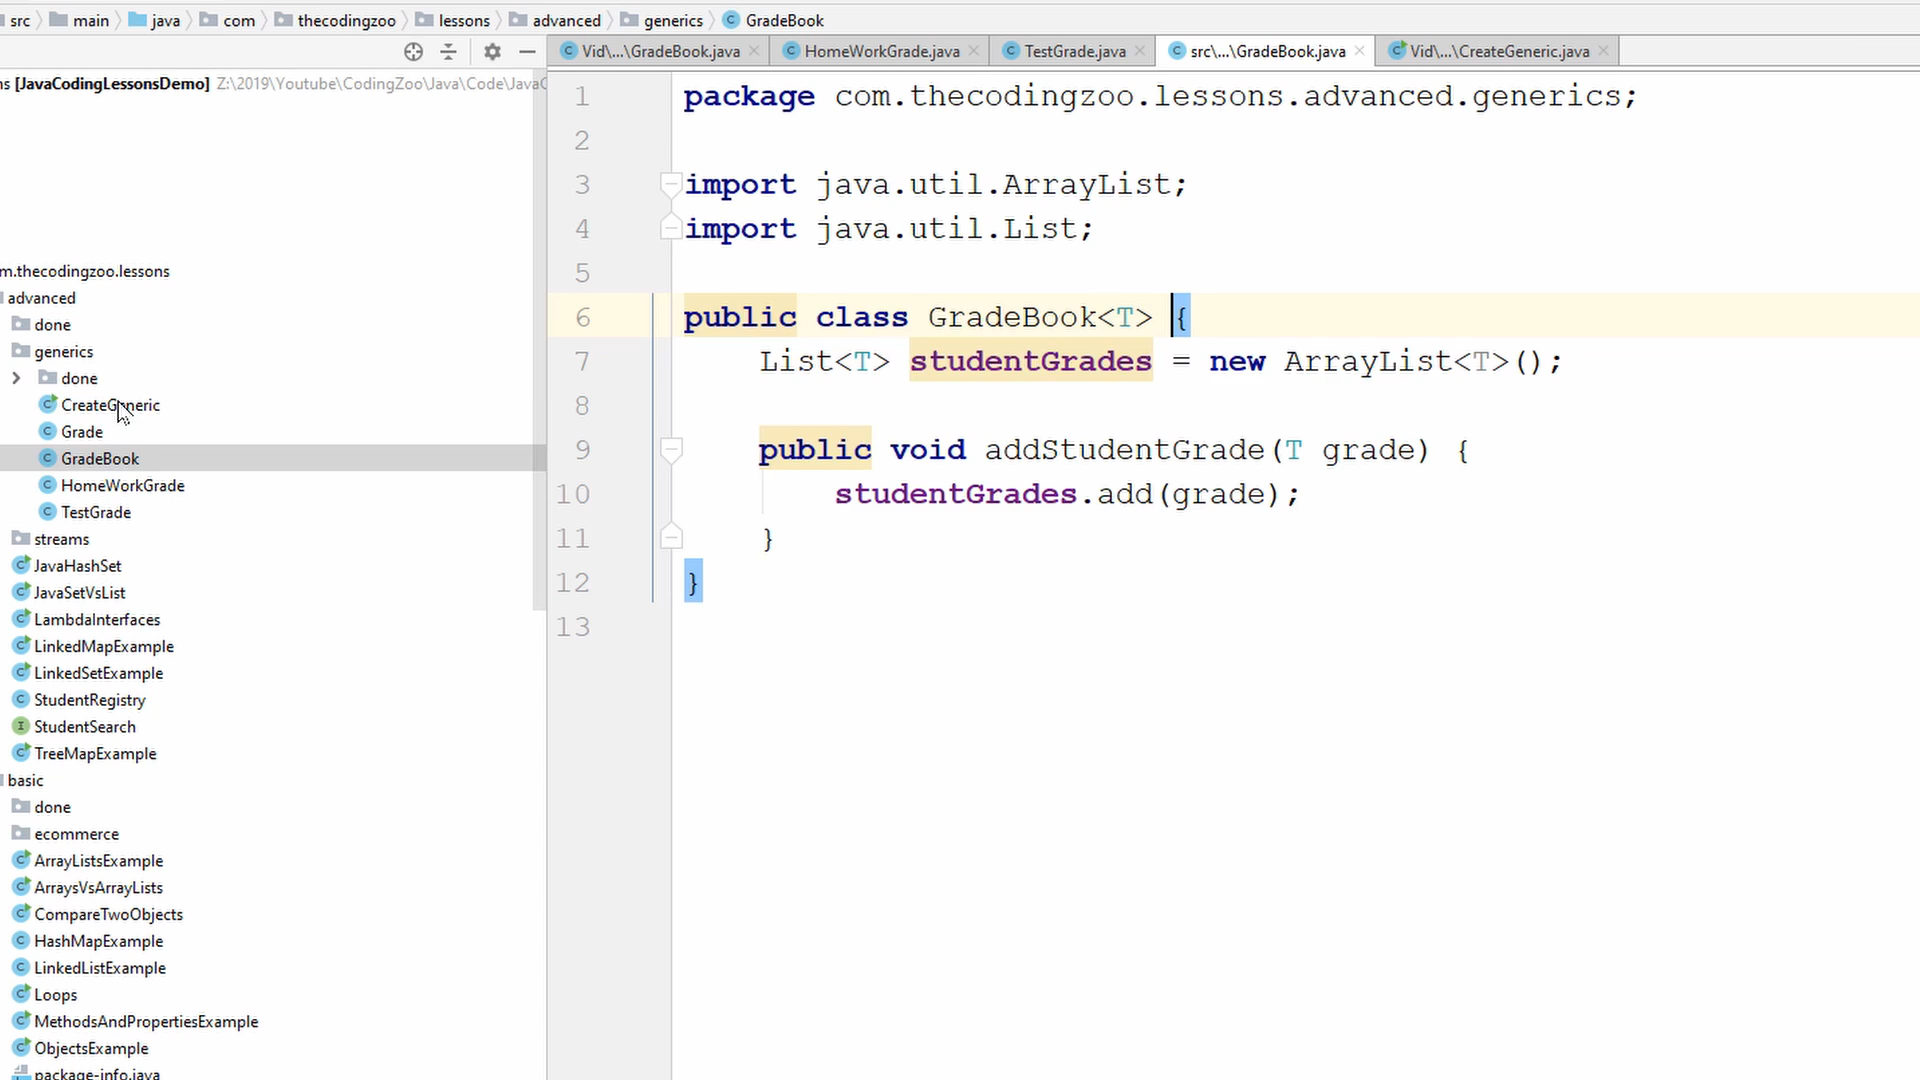 src main java com thecodingzoo lessons advanced generics GradeBook
Vid\...\GradeBook.java HomeWorkGrade.java TestGrade.java src\...\GradeBook.java Vid\...\CreateGeneric.java
ns [JavaCodingLessonsDemo] Z:\2019\Youtube\CodingZoo\Java\Code\JavaC
m.thecodingzoo.lessons
advanced
done
generics
done
CreateGeneric
Grade
GradeBook
HomeWorkGrade
TestGrade
streams
JavaHashSet
JavaSetVsList
LambdaInterfaces
LinkedMapExample
LinkedSetExample
StudentRegistry
StudentSearch
TreeMapExample
basic
done
ecommerce
ArrayListsExample
ArraysVsArrayLists
CompareTwoObjects
HashMapExample
LinkedListExample
Loops
MethodsAndPropertiesExample
ObjectsExample
package-info.java
1 package com.thecodingzoo.lessons.advanced.generics;
2
3 import java.util.ArrayList;
4 import java.util.List;
5
6 public class GradeBook<T> {
7 List<T> studentGrades = new ArrayList<T>();
8
9 public void addStudentGrade(T grade) {
10 studentGrades.add(grade);
11 }
12 }
13